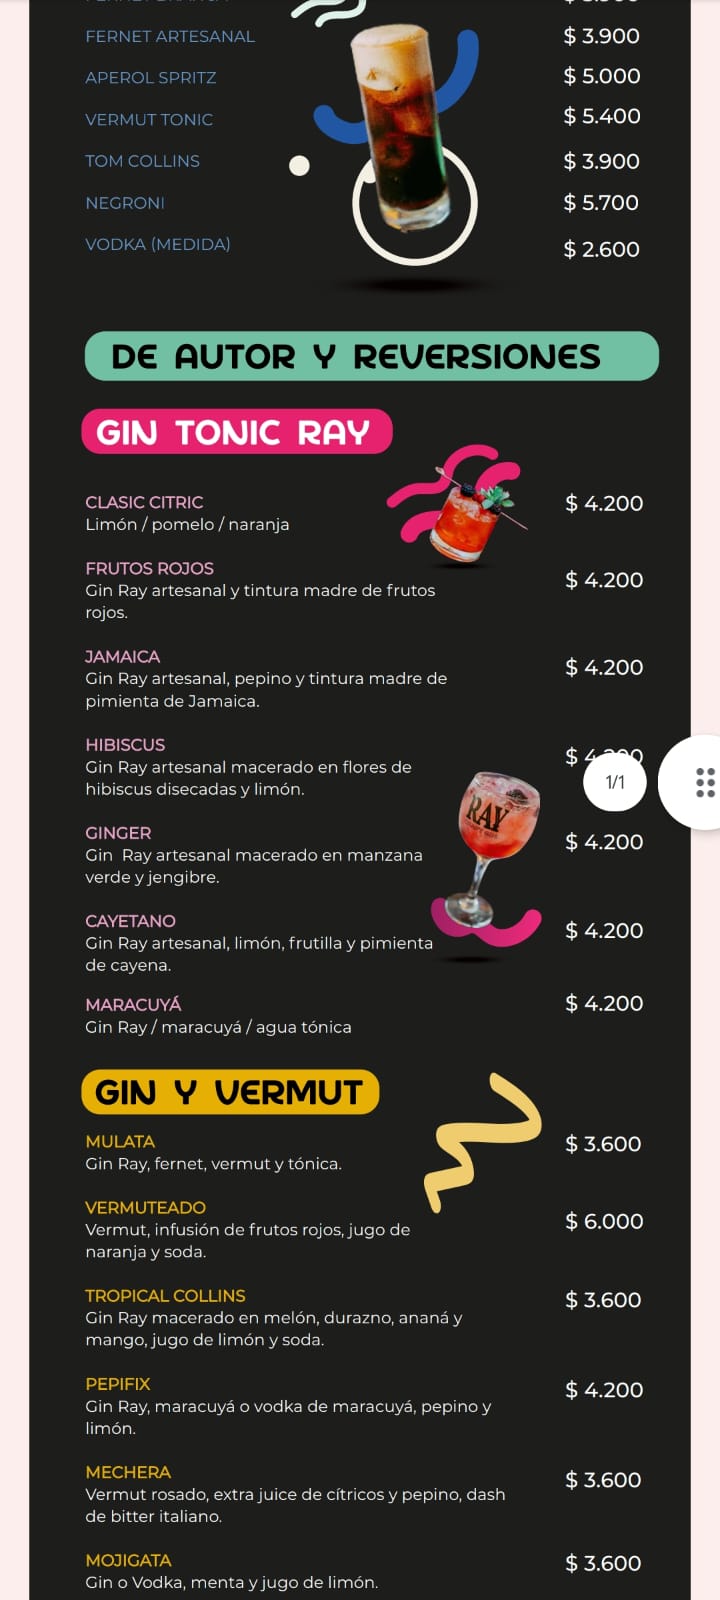 FERNET ARTESANAL $ 3.900
APEROL SPRITZ $ 5.000
VERMUT TONIC $ 5.400
TOM COLLINS $ 3.900
NEGRONI $ 5.700
VODKA (MEDIDA) $ 2.600
DE AUTOR Y REVERSIONES
GIN TONIC RAY
CLASIC CITRIC $ 4.200
Limón / pomelo / naranja
FRUTOS ROJOS $ 4.200
Gin Ray artesanal y tintura madre de frutos
rojos.
JAMAICA $ 4.200
Gin Ray artesanal, pepino y tintura madre de
pimienta de Jamaica.
HIBISCUS
Gin Ray artesanal macerado en flores de
hibiscus disecadas y limón.
1/1
RAY
GINGER $ 4.200
Gin Ray artesanal macerado en manzana
verde y jengibre.
CAYETANO $ 4.200
Gin Ray artesanal, limón, frutilla y pimienta
de cayena.
MARACUYÁ $ 4.200
Gin Ray / maracuyá / agua tónica
GIN Y VERMUT
MULATA $ 3.600
Gin Ray, fernet, vermut y tónica.
VERMUTEADO $ 6.000
Vermut, infusión de frutos rojos, jugo de
naranja y soda.
TROPICAL COLLINS $ 3.600
Gin Ray macerado en melón, durazno, ananá y
mango, jugo de limón y soda.
PEPIFIX $ 4.200
Gin Ray, maracuyá o vodka de maracuyá, pepino y
limón.
MECHERA $ 3.600
Vermut rosado, extra juice de cítricos y pepino, dash
de bitter italiano.
MOJIGATA $ 3.600
Gin o Vodka, menta y jugo de limón.